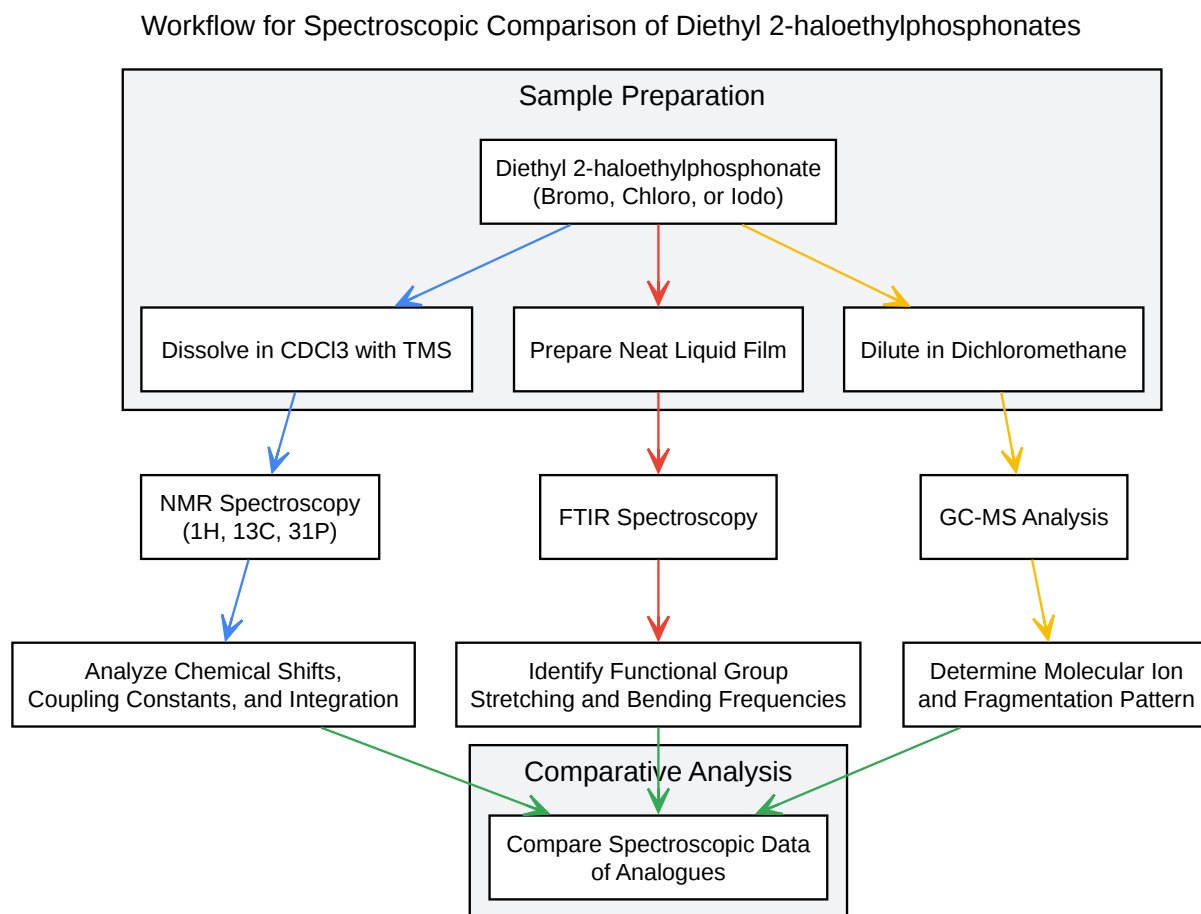 Workflow for Spectroscopic Comparison of Diethyl 2-haloethylphosphonates
Sample Preparation
Diethyl 2-haloethylphosphonate
(Bromo, Chloro, or Iodo)
Dissolve in CDCl3 with TMS
Prepare Neat Liquid Film
Dilute in Dichloromethane
NMR Spectroscopy
(1H, 13C, 31P)
FTIR Spectroscopy
GC-MS Analysis
Analyze Chemical Shifts,
Coupling Constants, and Integration
Identify Functional Group
Stretching and Bending Frequencies
Determine Molecular Ion
and Fragmentation Pattern
Comparative Analysis
Compare Spectroscopic Data
of Analogues